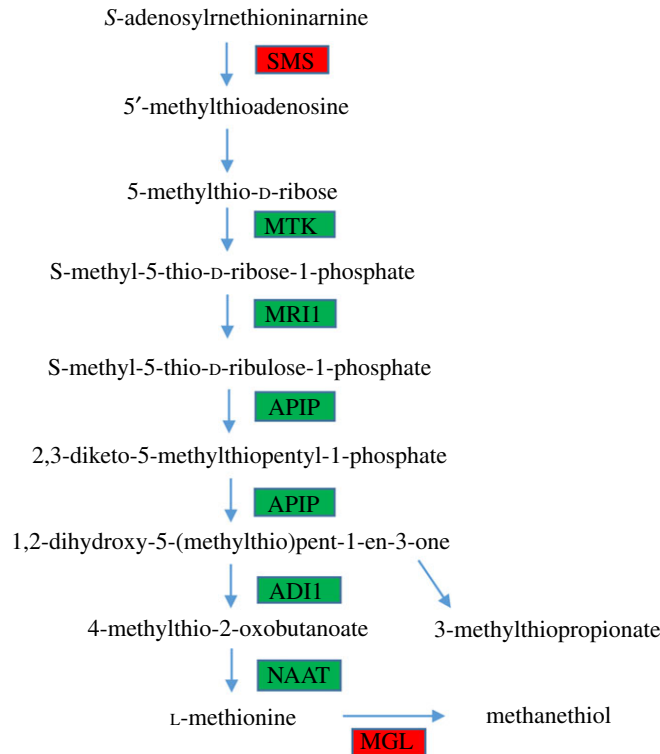 S-adenosylrnethioninarnine
SMS
5′-methylthioadenosine
5-methylthio-D-ribose
MTK
S-methyl-5-thio-D-ribose-1-phosphate
MRI1
S-methyl-5-thio-D-ribulose-1-phosphate
APIP
2,3-diketo-5-methylthiopentyl-1-phosphate
APIP
1,2-dihydroxy-5-(methylthio)pent-1-en-3-one
ADI1
4-methylthio-2-oxobutanoate 3-methylthiopropionate
NAAT
L-methionine methanethiol
MGL